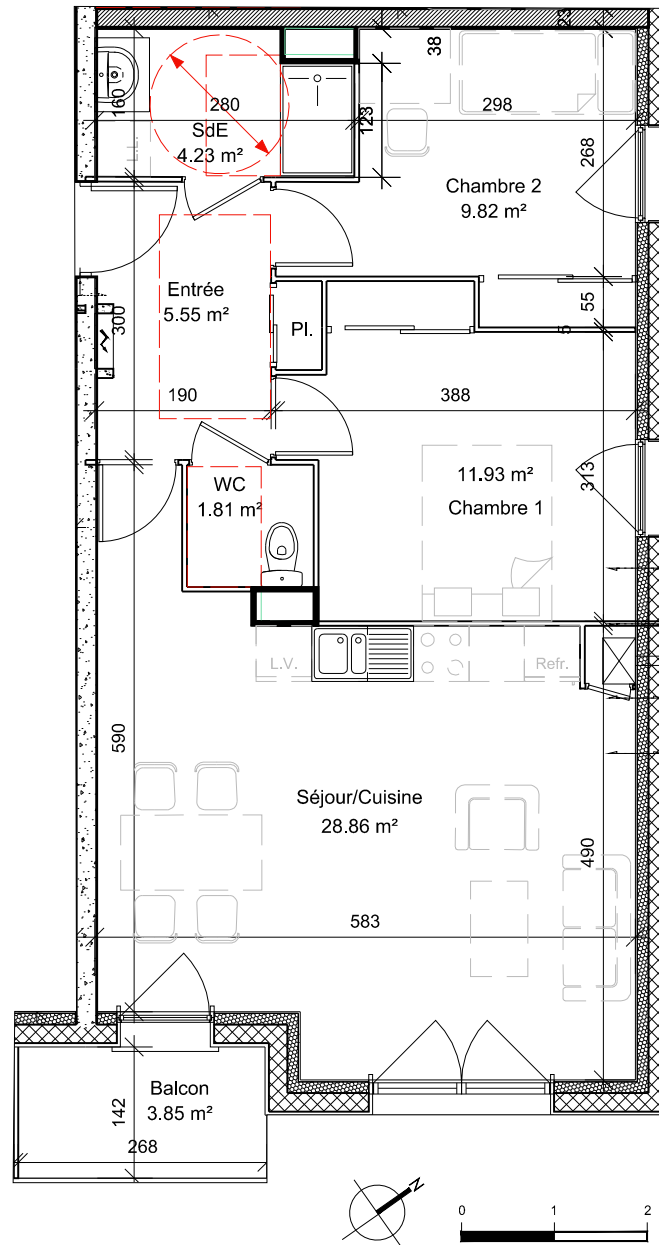 23
38
160
280
SdE
4.23 m²
L.L.
123
298
268
Chambre 2
9.82 m²
Entrée
5.55 m²
300
Pl.
55
5
190
388
WC
1.81 m²
11.93 m²
Chambre 1
313
L.V.
Refr.
590
Séjour/Cuisine
28.86 m²
490
583
Balcon
3.85 m²
142
268
N
0
1
2